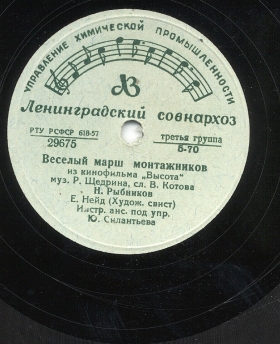 УПРАВЛЕНИЕ ХИМИЧЕСКОЙ ПРОМЫШЛЕННОСТИ
Ленинградский совнархоз
РТУ РСФСР 618-57
третья группа
29675
6-70
Веселый марш монтажников
из кинофильма „Высота"
муз. Р. Щедрина, сл. В. Котова
Н. Рыбников
Е. Нейд (Худож. свист)
Инстр. анс. под упр.
Ю. Силантьева